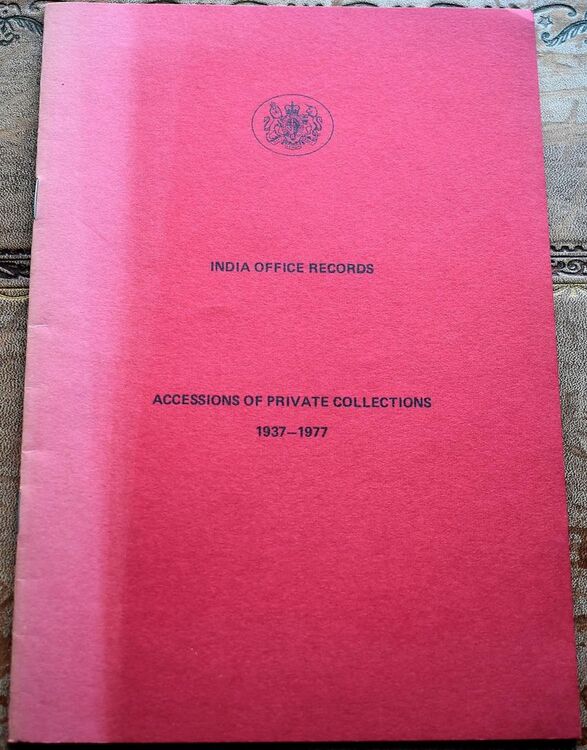 INDIA OFFICE RECORDS
ACCESSIONS OF PRIVATE COLLECTIONS
1937–1977